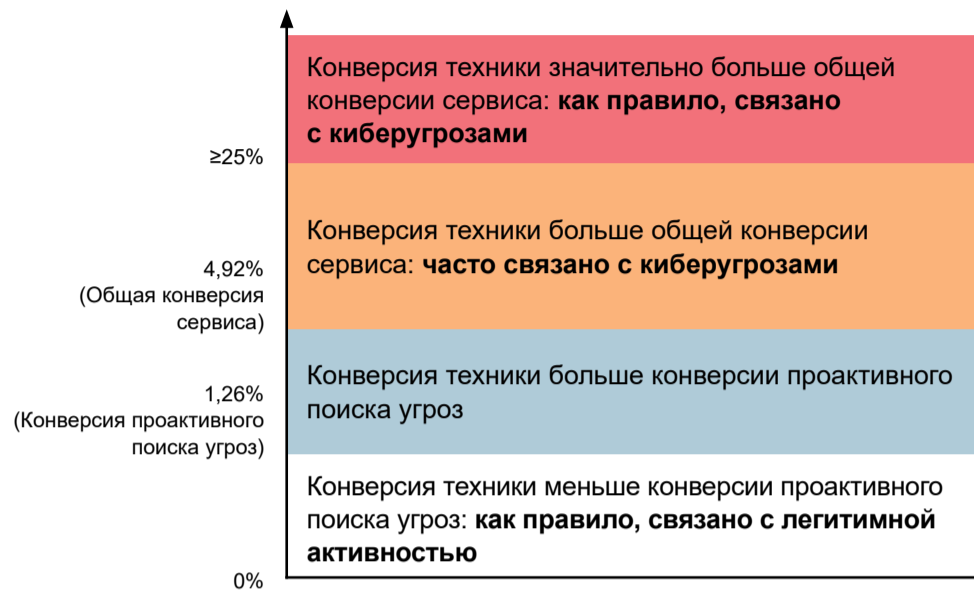 Конверсия техники значительно больше общей
конверсии сервиса: как правило, связано
с киберугрозами
≥25%
Конверсия техники больше общей конверсии
сервиса: часто связано с киберугрозами
4,92%
(Общая конверсия
сервиса)
Конверсия техники больше конверсии проактивного
поиска угроз
1,26%
(Конверсия проактивного
поиска угроз)
Конверсия техники меньше конверсии проактивного
поиска угроз: как правило, связано с легитимной
активностью
0%